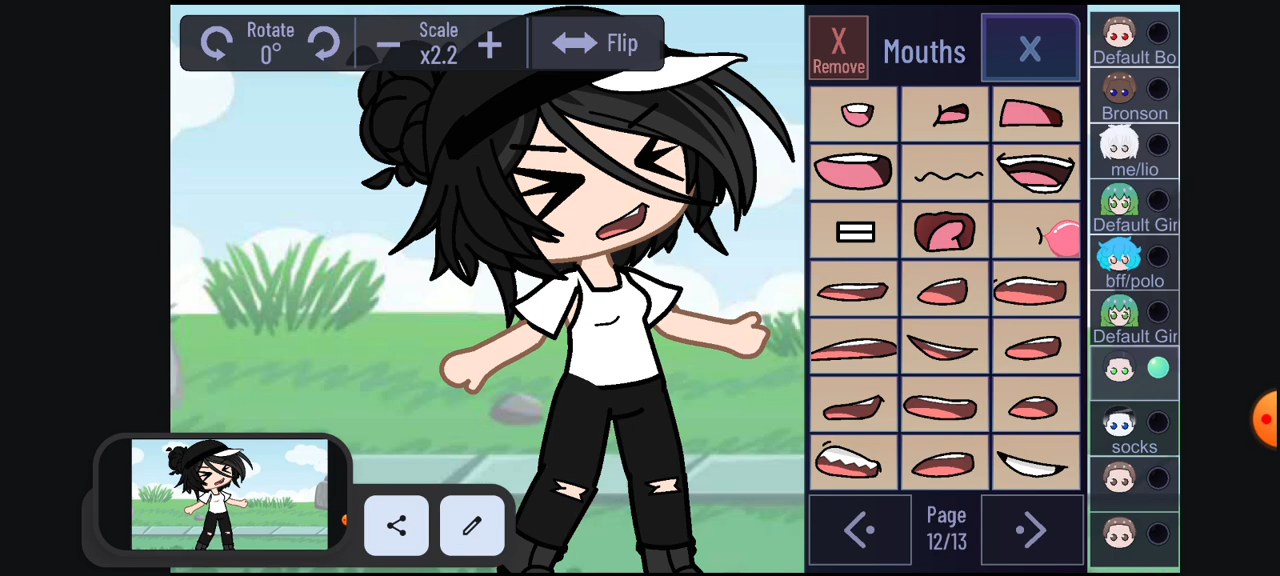 Rotate
0°
Scale
x2.2
Flip
X
Remove
Mouths
X
Default Bo
Bronson
me/lio
Default Gir
bff/polo
Default Gir
socks
Page
12/13